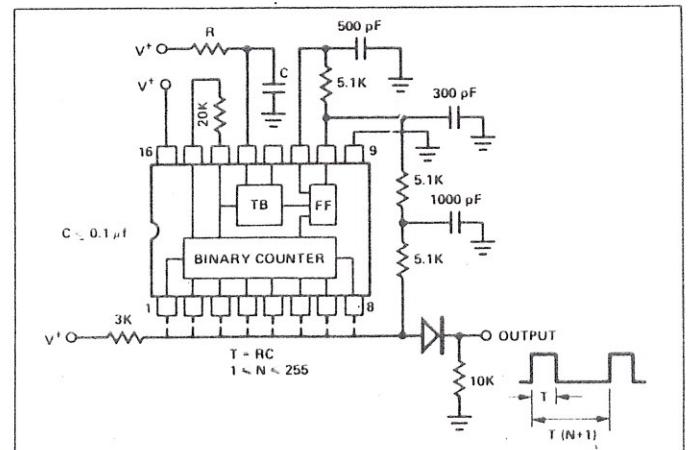 R
500 pF
V+
C
5.1K
V+
300 pF
20K
16
9
TB
FF
5.1K
1000 pF
C ≤ 0.1 μf
BINARY COUNTER
5.1K
1
8
3K
V+
OUTPUT
T = RC
1 ≤ N ≤ 255
10K
T
T (N+1)